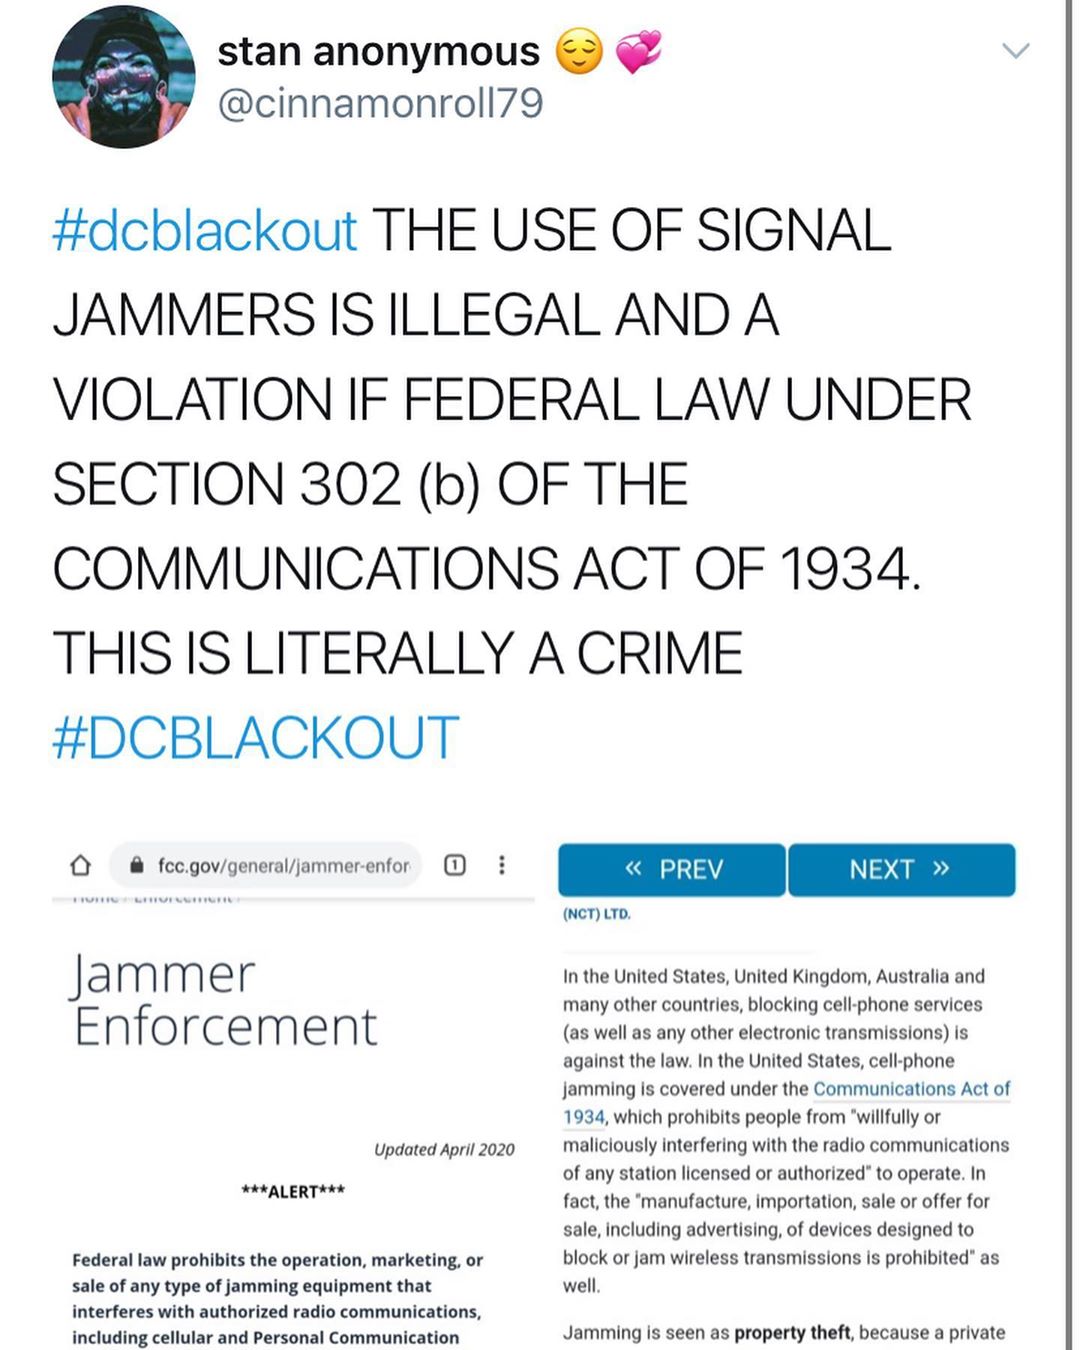 stan anonymous 😌 💞
@cinnamonroll79
#dcblackout THE USE OF SIGNAL
JAMMERS IS ILLEGAL AND A
VIOLATION IF FEDERAL LAW UNDER
SECTION 302 (b) OF THE
COMMUNICATIONS ACT OF 1934.
THIS IS LITERALLY A CRIME
#DCBLACKOUT
fcc.gov/general/jammer-enfor
1
Home / Enforcement /
Jammer
Enforcement
Updated April 2020
***ALERT***
Federal law prohibits the operation, marketing, or
sale of any type of jamming equipment that
interferes with authorized radio communications,
including cellular and Personal Communication
« PREV
NEXT »
(NCT) LTD.
In the United States, United Kingdom, Australia and
many other countries, blocking cell-phone services
(as well as any other electronic transmissions) is
against the law. In the United States, cell-phone
jamming is covered under the Communications Act of
1934, which prohibits people from "willfully or
maliciously interfering with the radio communications
of any station licensed or authorized" to operate. In
fact, the "manufacture, importation, sale or offer for
sale, including advertising, of devices designed to
block or jam wireless transmissions is prohibited" as
well.
Jamming is seen as property theft, because a private